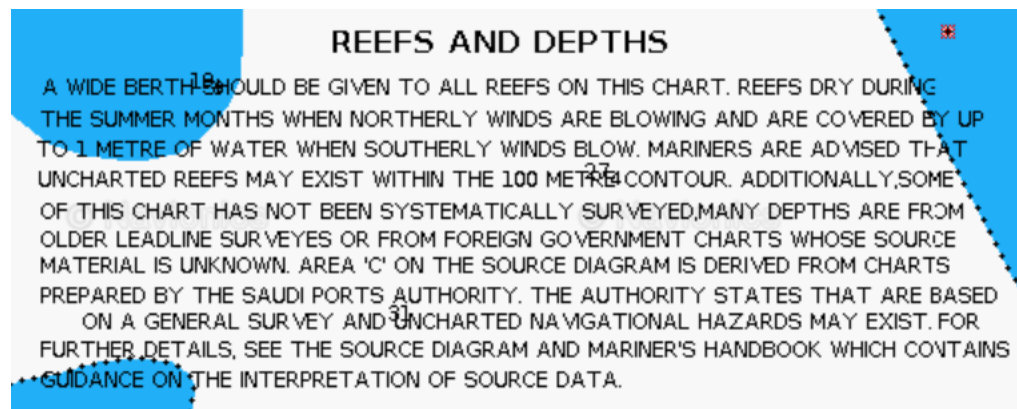 REEFS AND DEPTHS
A WIDE BERTH SHOULD BE GIVEN TO ALL REEFS ON THIS CHART. REEFS DRY DURING
THE SUMMER MONTHS WHEN NORTHERLY WINDS ARE BLOWING AND ARE COVERED BY UP
TO 1 METRE OF WATER WHEN SOUTHERLY WINDS BLOW. MARINERS ARE ADVISED THAT
UNCHARTED REEFS MAY EXIST WITHIN THE 100 METRE CONTOUR. ADDITIONALLY,SOME
OF THIS CHART HAS NOT BEEN SYSTEMATICALLY SURVEYED,MANY DEPTHS ARE FROM
OLDER LEADLINE SURVEYES OR FROM FOREIGN GOVERNMENT CHARTS WHOSE SOURCE
MATERIAL IS UNKNOWN. AREA 'C' ON THE SOURCE DIAGRAM IS DERIVED FROM CHARTS
PREPARED BY THE SAUDI PORTS AUTHORITY. THE AUTHORITY STATES THAT ARE BASED
ON A GENERAL SURVEY AND UNCHARTED NAVIGATIONAL HAZARDS MAY EXIST. FOR
FURTHER DETAILS, SEE THE SOURCE DIAGRAM AND MARINER'S HANDBOOK WHICH CONTAINS
GUIDANCE ON THE INTERPRETATION OF SOURCE DATA.